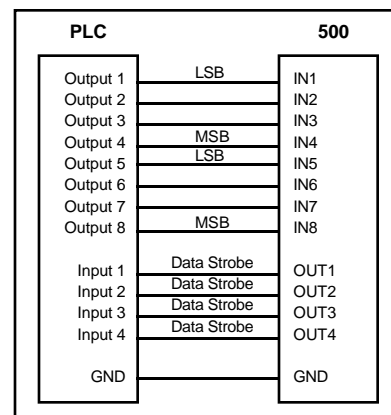 PLC 500
Output 1 LSB IN1
Output 2 IN2
Output 3 IN3
Output 4 MSB IN4
Output 5 LSB IN5
Output 6 IN6
Output 7 IN7
Output 8 MSB IN8
Input 1 Data Strobe OUT1
Input 2 Data Strobe OUT2
Input 3 Data Strobe OUT3
Input 4 Data Strobe OUT4
GND GND